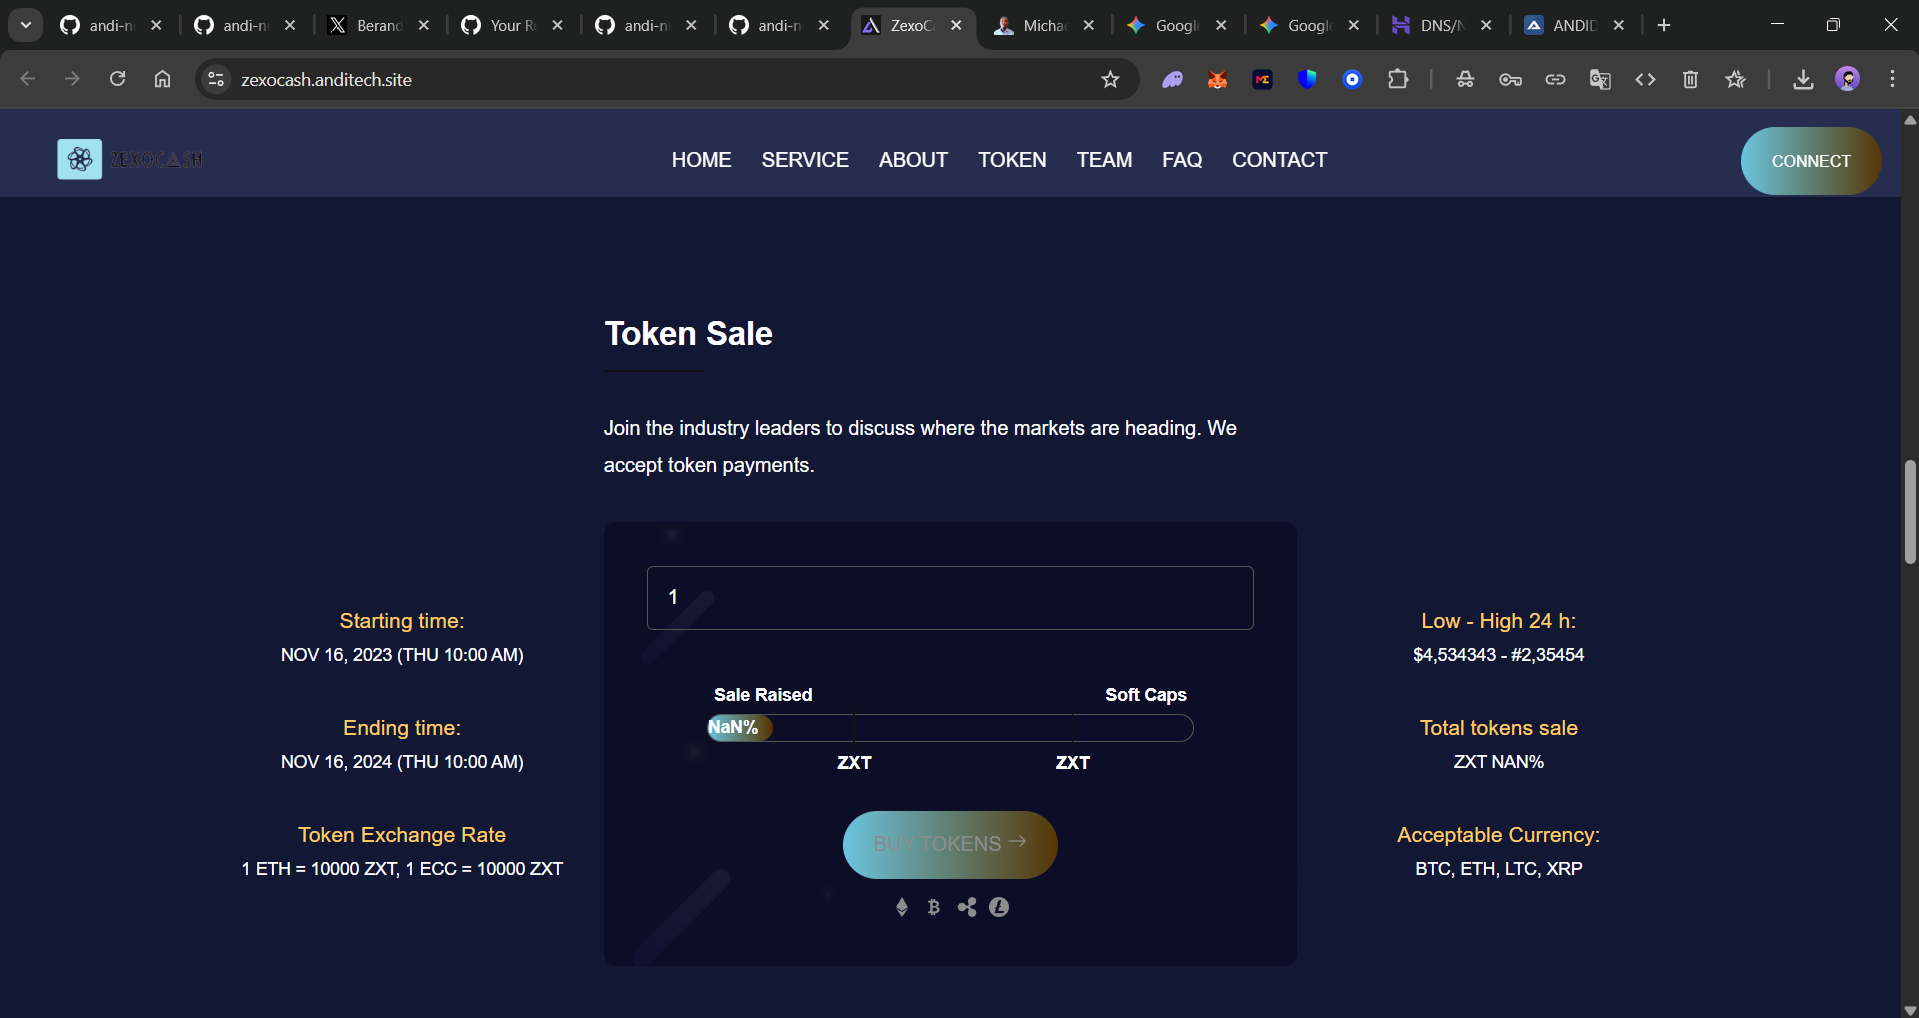 andi-n
andi-n
Berand
Your Re
andi-n
andi-n
ZexoCa
Micha
Google
Google
DNS/N
ANDID
zexocash.anditech.site
ZEXOCASH
HOME SERVICE ABOUT TOKEN TEAM FAQ CONTACT
CONNECT
Token Sale
Join the industry leaders to discuss where the markets are heading. We
accept token payments.
Starting time:
NOV 16, 2023 (THU 10:00 AM)
Ending time:
NOV 16, 2024 (THU 10:00 AM)
Token Exchange Rate
1 ETH = 10000 ZXT, 1 ECC = 10000 ZXT
1
Sale Raised
Soft Caps
NaN%
ZXT
ZXT
BUY TOKENS →
Low - High 24 h:
$4,534343 - #2,35454
Total tokens sale
ZXT NAN%
Acceptable Currency:
BTC, ETH, LTC, XRP